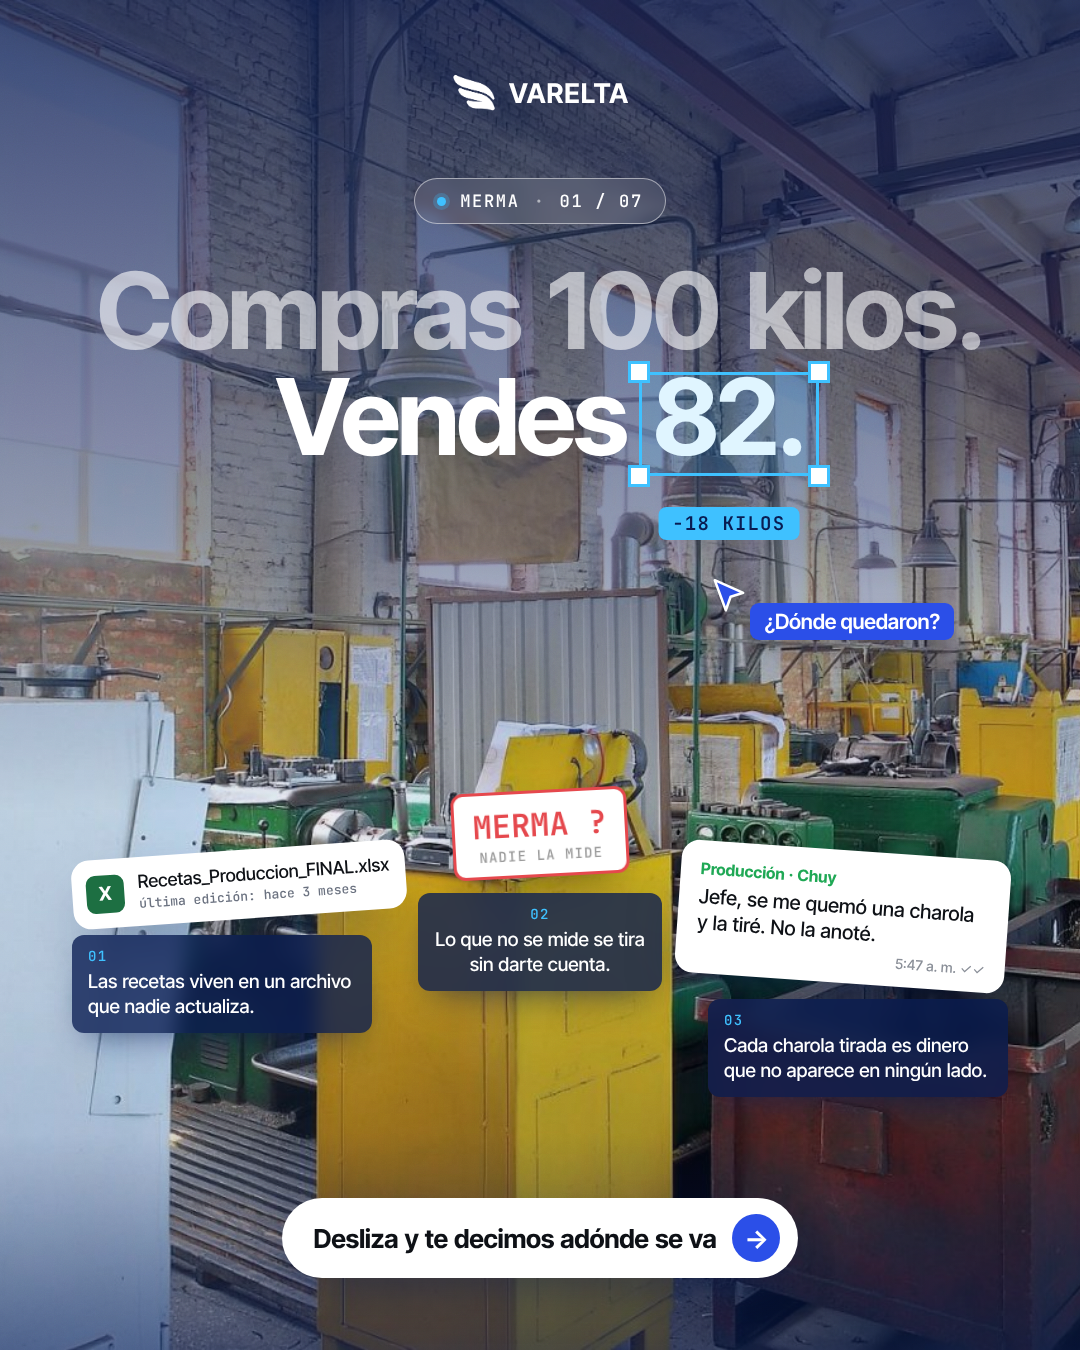 VARELTA
MERMA · 01 / 07
Compras 100 kilos.
Vendes 82.
-18 KILOS
¿Dónde quedaron?
MERMA ?
NADIE LA MIDE
X
Recetas_Produccion_FINAL.xlsx
última edición: hace 3 meses
01
Las recetas viven en un archivo
que nadie actualiza.
02
Lo que no se mide se tira
sin darte cuenta.
Producción · Chuy
Jefe, se me quemó una charola
y la tiré. No la anoté.
5:47 a. m.
03
Cada charola tirada es dinero
que no aparece en ningún lado.
Desliza y te decimos adónde se va